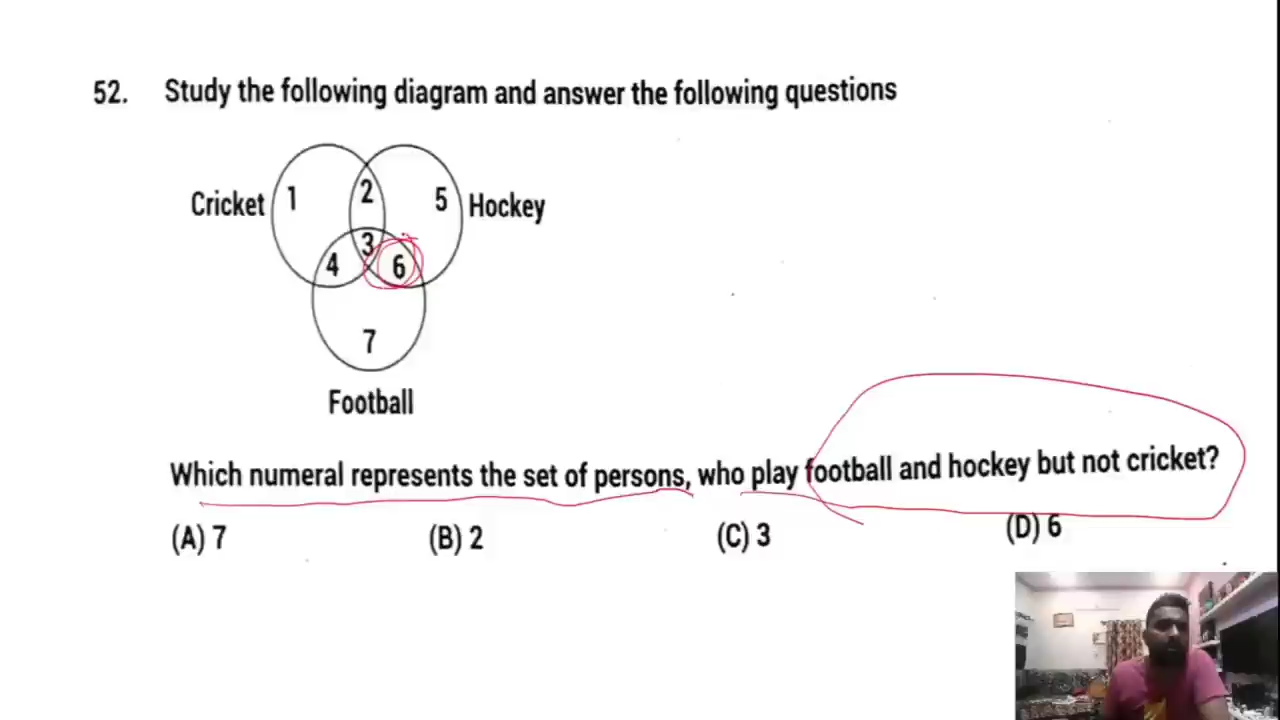 52. Study the following diagram and answer the following questions
Cricket 1 2 5 Hockey
3
4 6
7
Football
Which numeral represents the set of persons, who play football and hockey but not cricket?
(A) 7 (B) 2 (C) 3 (D) 6